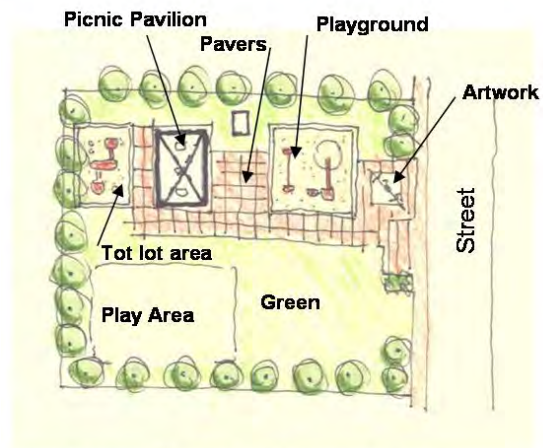 Picnic Pavilion
Playground
Pavers
Artwork
Street
Tot lot area
Green
Play Area